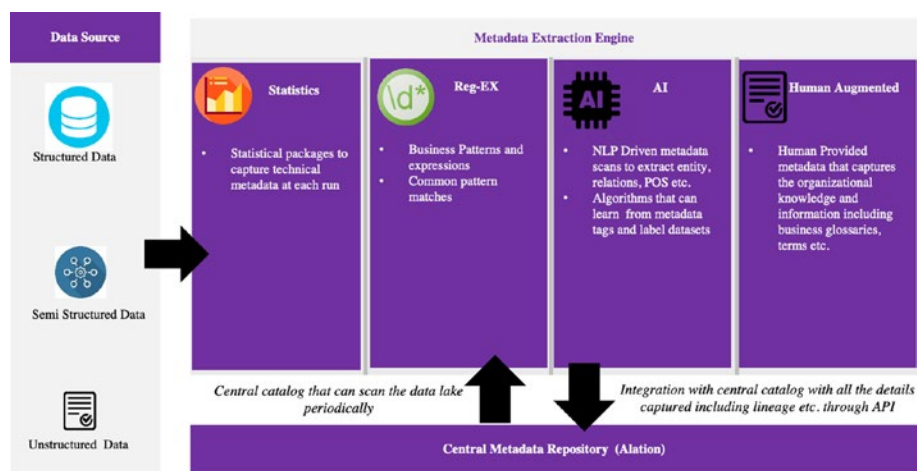 Data Source
Structured Data
Semi Structured Data
Unstructured Data
Metadata Extraction Engine
Statistics
• Statistical packages to
capture technical
metadata at each run
\d*
Reg-EX
• Business Patterns and
expressions
• Common pattern
matches
AI
AI
• NLP Driven metadata
scans to extract entity,
relations, POS etc.
• Algorithms that can
learn from metadata
tags and label datasets
Human Augmented
• Human Provided
metadata that captures
the organizational
knowledge and
information including
business glossaries,
terms etc.
Central catalog that can scan the data lake
periodically
Integration with central catalog with all the details
captured including lineage etc. through API
Central Metadata Repository (Alation)